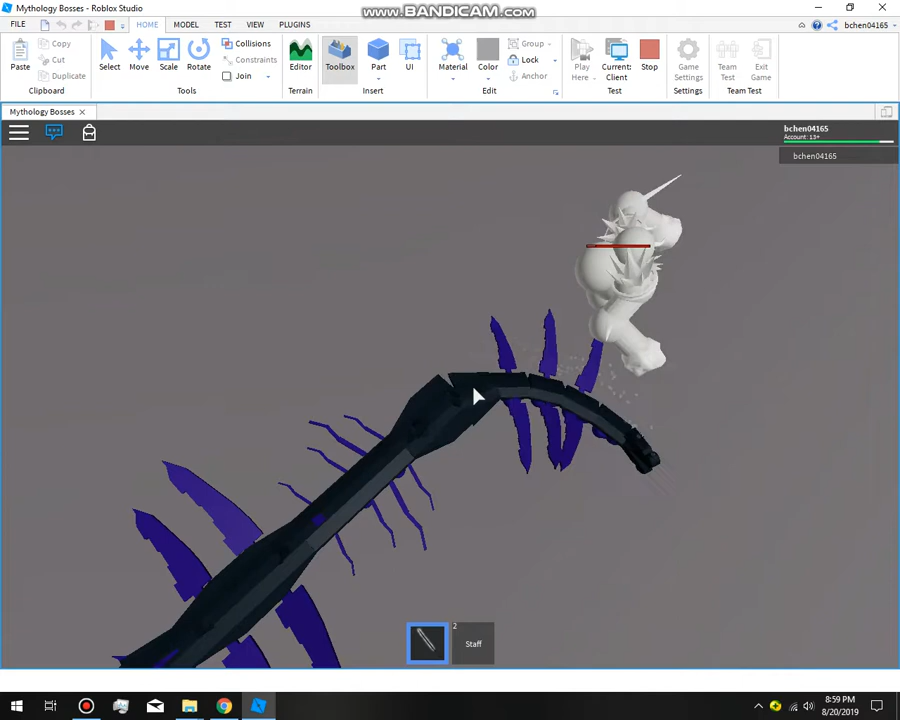 Mythology Bosses - Roblox Studio
www.BANDICAM.com
FILE HOME MODEL TEST VIEW PLUGINS
bchen04165
Paste
Copy
Cut
Duplicate
Clipboard
Select
Move
Scale
Rotate
Collisions
Constraints
Join
Tools
Editor
Terrain
Toolbox
Part
UI
Insert
Material
Color
Group
Lock
Anchor
Edit
Play
Here
Current:
Client
Stop
Test
Game
Settings
Settings
Team
Test
Exit
Game
Team Test
Mythology Bosses
bchen04165
Account: 13+
bchen04165
2
Staff
8:59 PM
8/20/2019